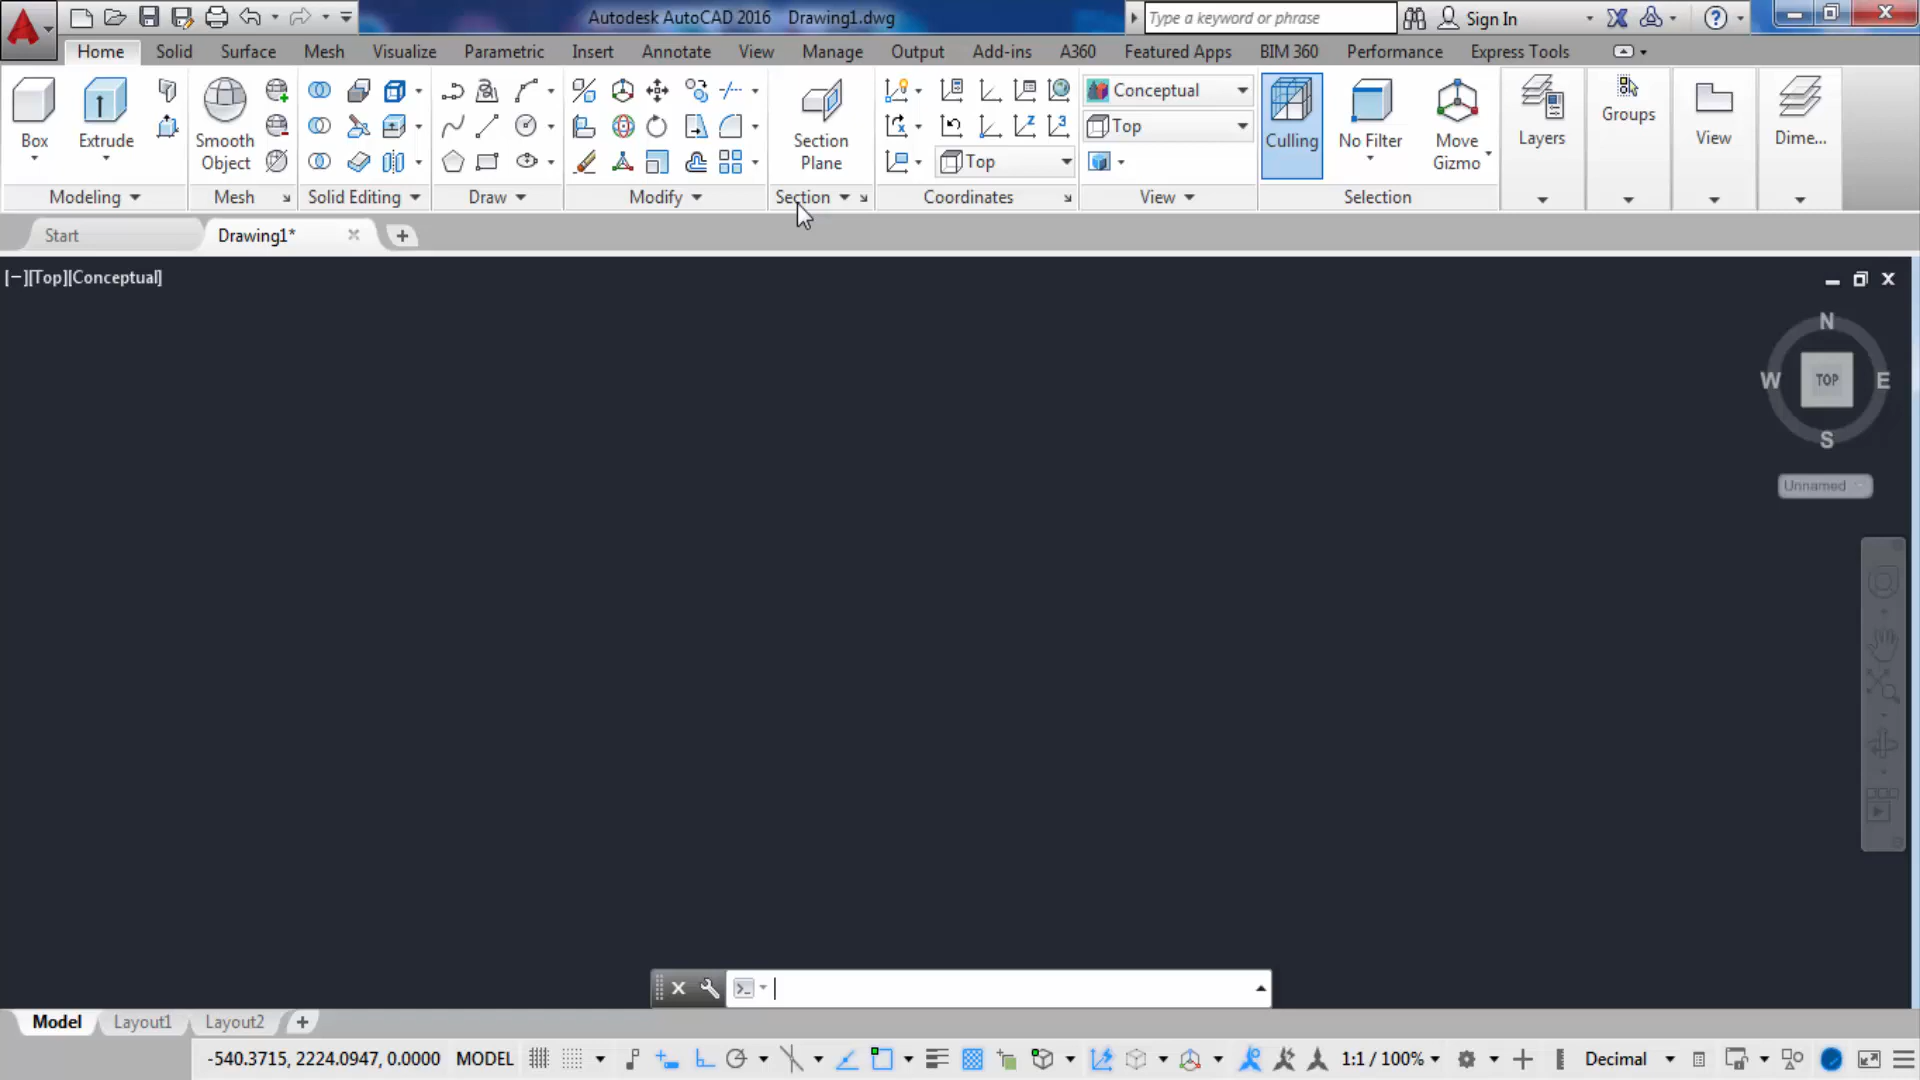 Autodesk AutoCAD 2016 Drawing1.dwg
Type a keyword or phrase
Sign In
Home Solid Surface Mesh Visualize Parametric Insert Annotate View Manage Output Add-ins A360 Featured Apps BIM 360 Performance Express Tools
Box
Extrude
Smooth Object
Section Plane
Conceptual
Top
Top
Culling
No Filter
Move Gizmo
Layers
Groups
View
Dime...
Modeling Mesh Solid Editing Draw Modify Section Coordinates View Selection
Start Drawing1*
[−][Top][Conceptual]
N
W TOP E
S
Unnamed
Model Layout1 Layout2
-540.3715, 2224.0947, 0.0000 MODEL 1:1 / 100% Decimal